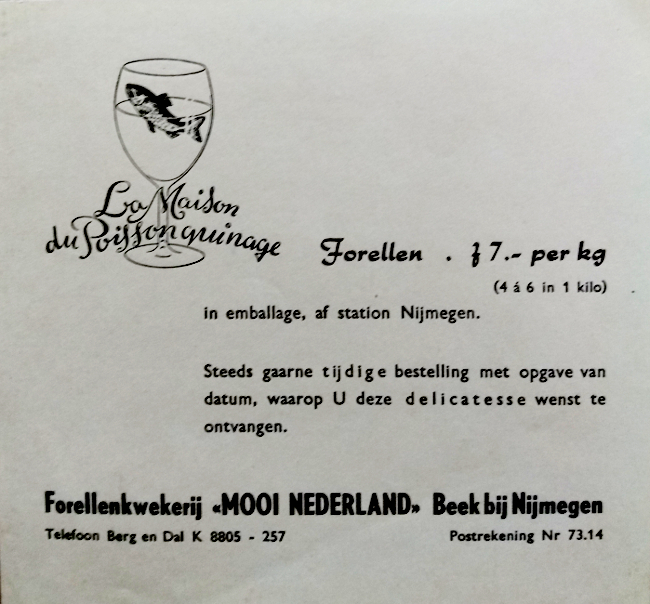 La Maison
du Poissonguinage
Forellen . f 7.- per kg
(4 á 6 in 1 kilo)
in emballage, af station Nijmegen.
Steeds gaarne tijdige bestelling met opgave van
datum, waarop U deze delicatesse wenst te
ontvangen.
Forellenkwekerij «MOOI NEDERLAND» Beek bij Nijmegen
Telefoon Berg en Dal K 8805 - 257 Postrekening Nr 73.14